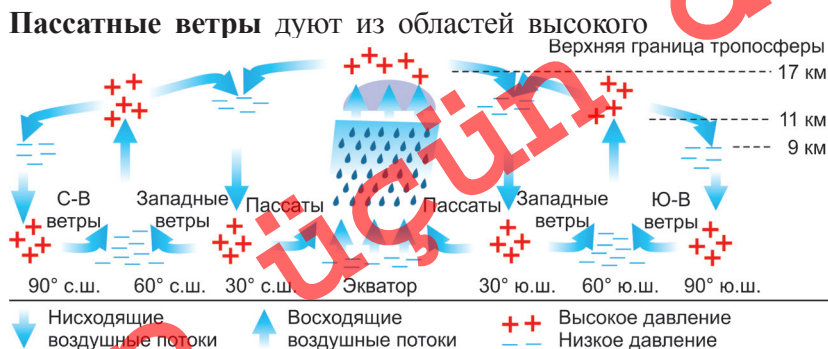 Пассатные ветры дуют из областей высокого
Верхняя граница тропосферы
17 км
11 км
9 км
С-В ветры
Западные ветры
Пассаты
Пассаты
Западные ветры
Ю-В ветры
90° с.ш. 60° с.ш. 30° с.ш. Экватор 30° ю.ш. 60° ю.ш. 90° ю.ш.
Нисходящие воздушные потоки
Восходящие воздушные потоки
Высокое давление
Низкое давление
üçün